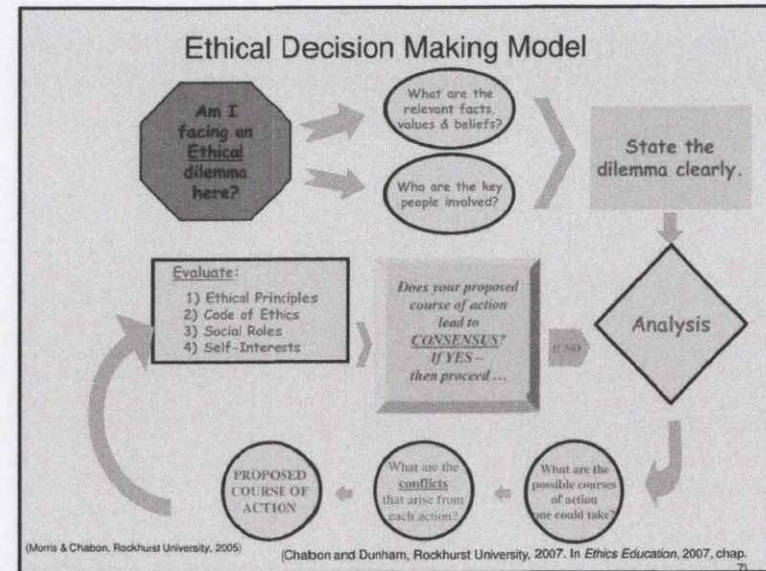 Ethical Decision Making Model
Am I
facing an
Ethical
dilemma
here?
What are the
relevant facts,
values & beliefs?
Who are the key
people involved?
State the
dilemma clearly.
Analysis
What are the
possible courses
of action
one could take?
What are the
conflicts
that arise from
each action?
PROPOSED
COURSE OF
ACTION
Evaluate:
1) Ethical Principles
2) Code of Ethics
3) Social Roles
4) Self-Interests
Does your proposed
course of action
lead to
CONSENSUS?
If YES –
then proceed ...
If NO
(Morris & Chabon, Rockhurst University, 2005)
(Chabon and Dunham, Rockhurst University, 2007. In Ethics Education, 2007, chap.
7)